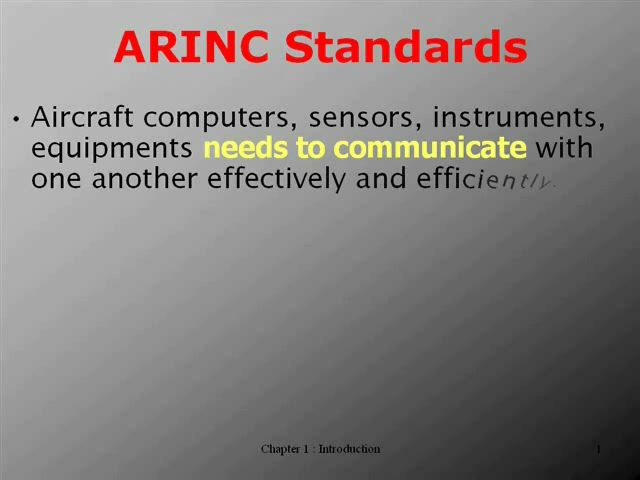 ARINC Standards
• Aircraft computers, sensors, instruments,
equipments needs to communicate with
one another effectively and efficiently.
Chapter 1 : Introduction
1